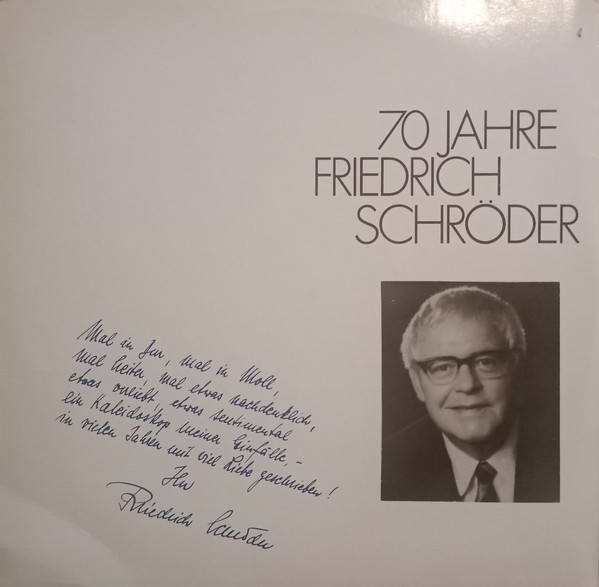 70 JAHRE
FRIEDRICH
SCHRÖDER
Mal in Dur, mal in Moll,
mal heiter, mal etwas nachdenklich,
etwas verliebt, etwas sentimental
ein Kaleidoskop meiner Einfälle, –
in vielen Jahren mit viel Liebe geschrieben!
Ihr
Friedrich Schröder